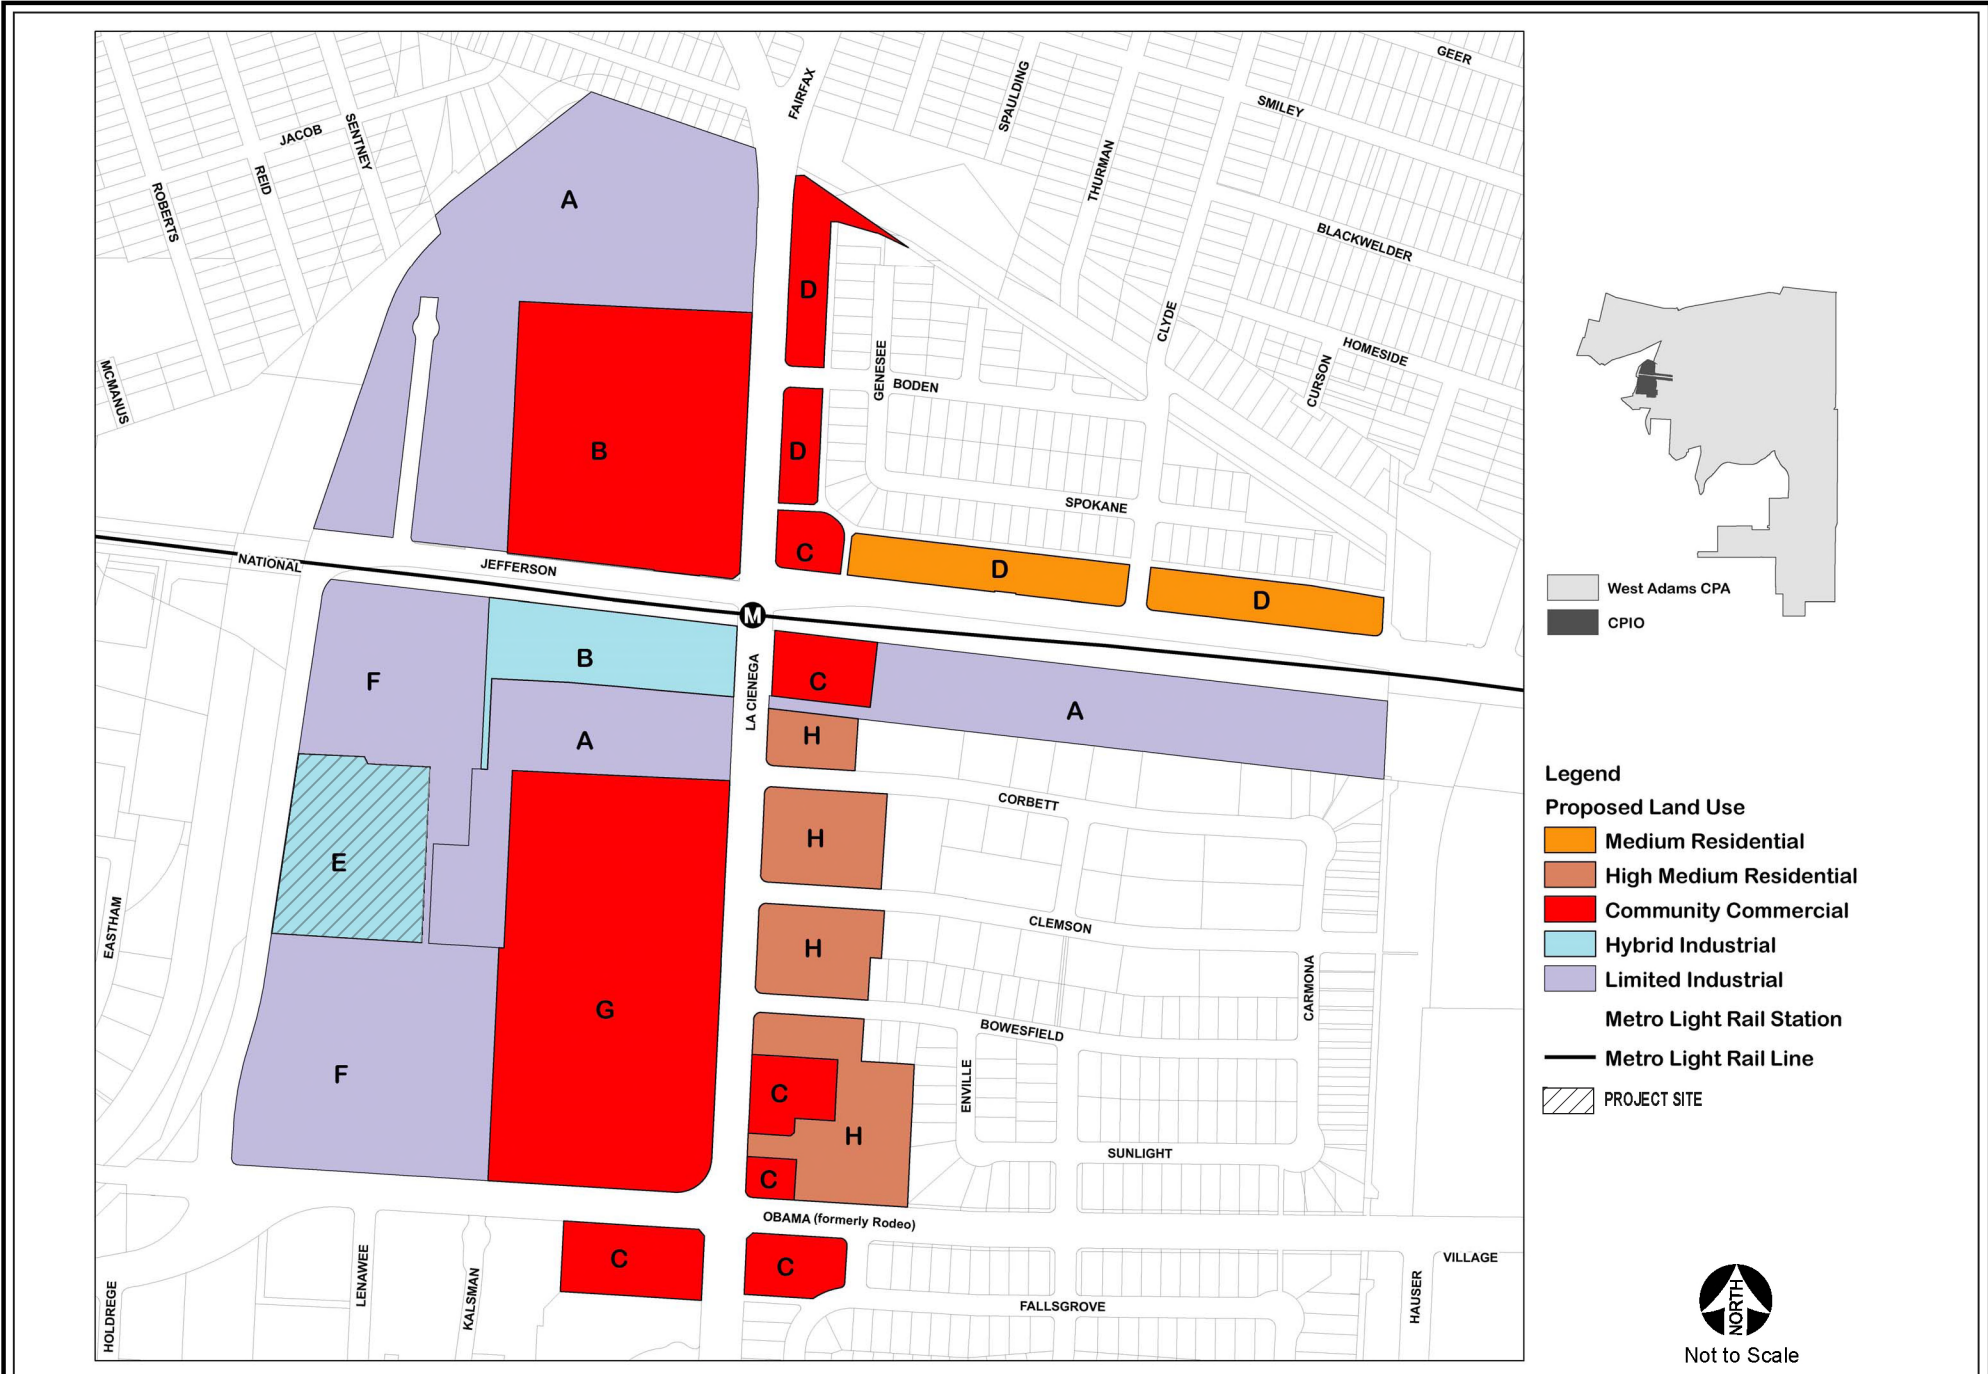 GEER
FAIRFAX
SPAULDING
SMILEY
SENTNEY
JACOB
REID
THURMAN
ROBERTS
A
BLACKWELDER
D
CLYDE
HOMESIDE
MCMANUS
GENESEE
BODEN
CURSON
B
D
SPOKANE
C
NATIONAL
JEFFERSON
D
D
M
F
B
LA CIENEGA
C
A
A
H
CORBETT
H
E
EASTHAM
CLEMSON
H
CARMONA
G
BOWESFIELD
F
ENVILLE
C
H
SUNLIGHT
C
OBAMA (formerly Rodeo)
C
C
VILLAGE
HOLDREGE
LENAWEE
KALSMAN
FALLSGROVE
HAUSER
West Adams CPA
CPIO
Legend
Proposed Land Use
Medium Residential
High Medium Residential
Community Commercial
Hybrid Industrial
Limited Industrial
Metro Light Rail Station
Metro Light Rail Line
PROJECT SITE
NORTH
Not to Scale